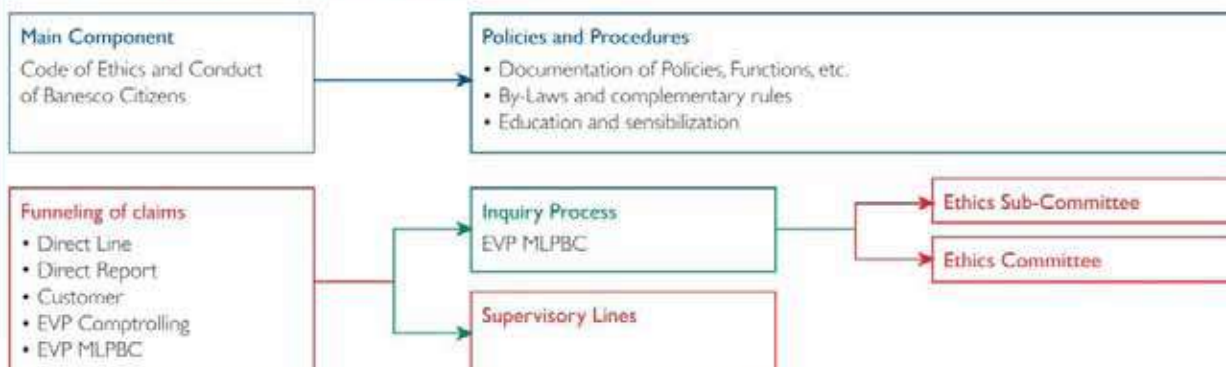 Main Component
Code of Ethics and Conduct
of Banesco Citizens
Policies and Procedures
• Documentation of Policies, Functions, etc.
• By-Laws and complementary rules
• Education and sensibilization
Funneling of claims
• Direct Line
• Direct Report
• Customer
• EVP Comptrolling
• EVP MLPBC
Inquiry Process
EVP MLPBC
Supervisory Lines
Ethics Sub-Committee
Ethics Committee